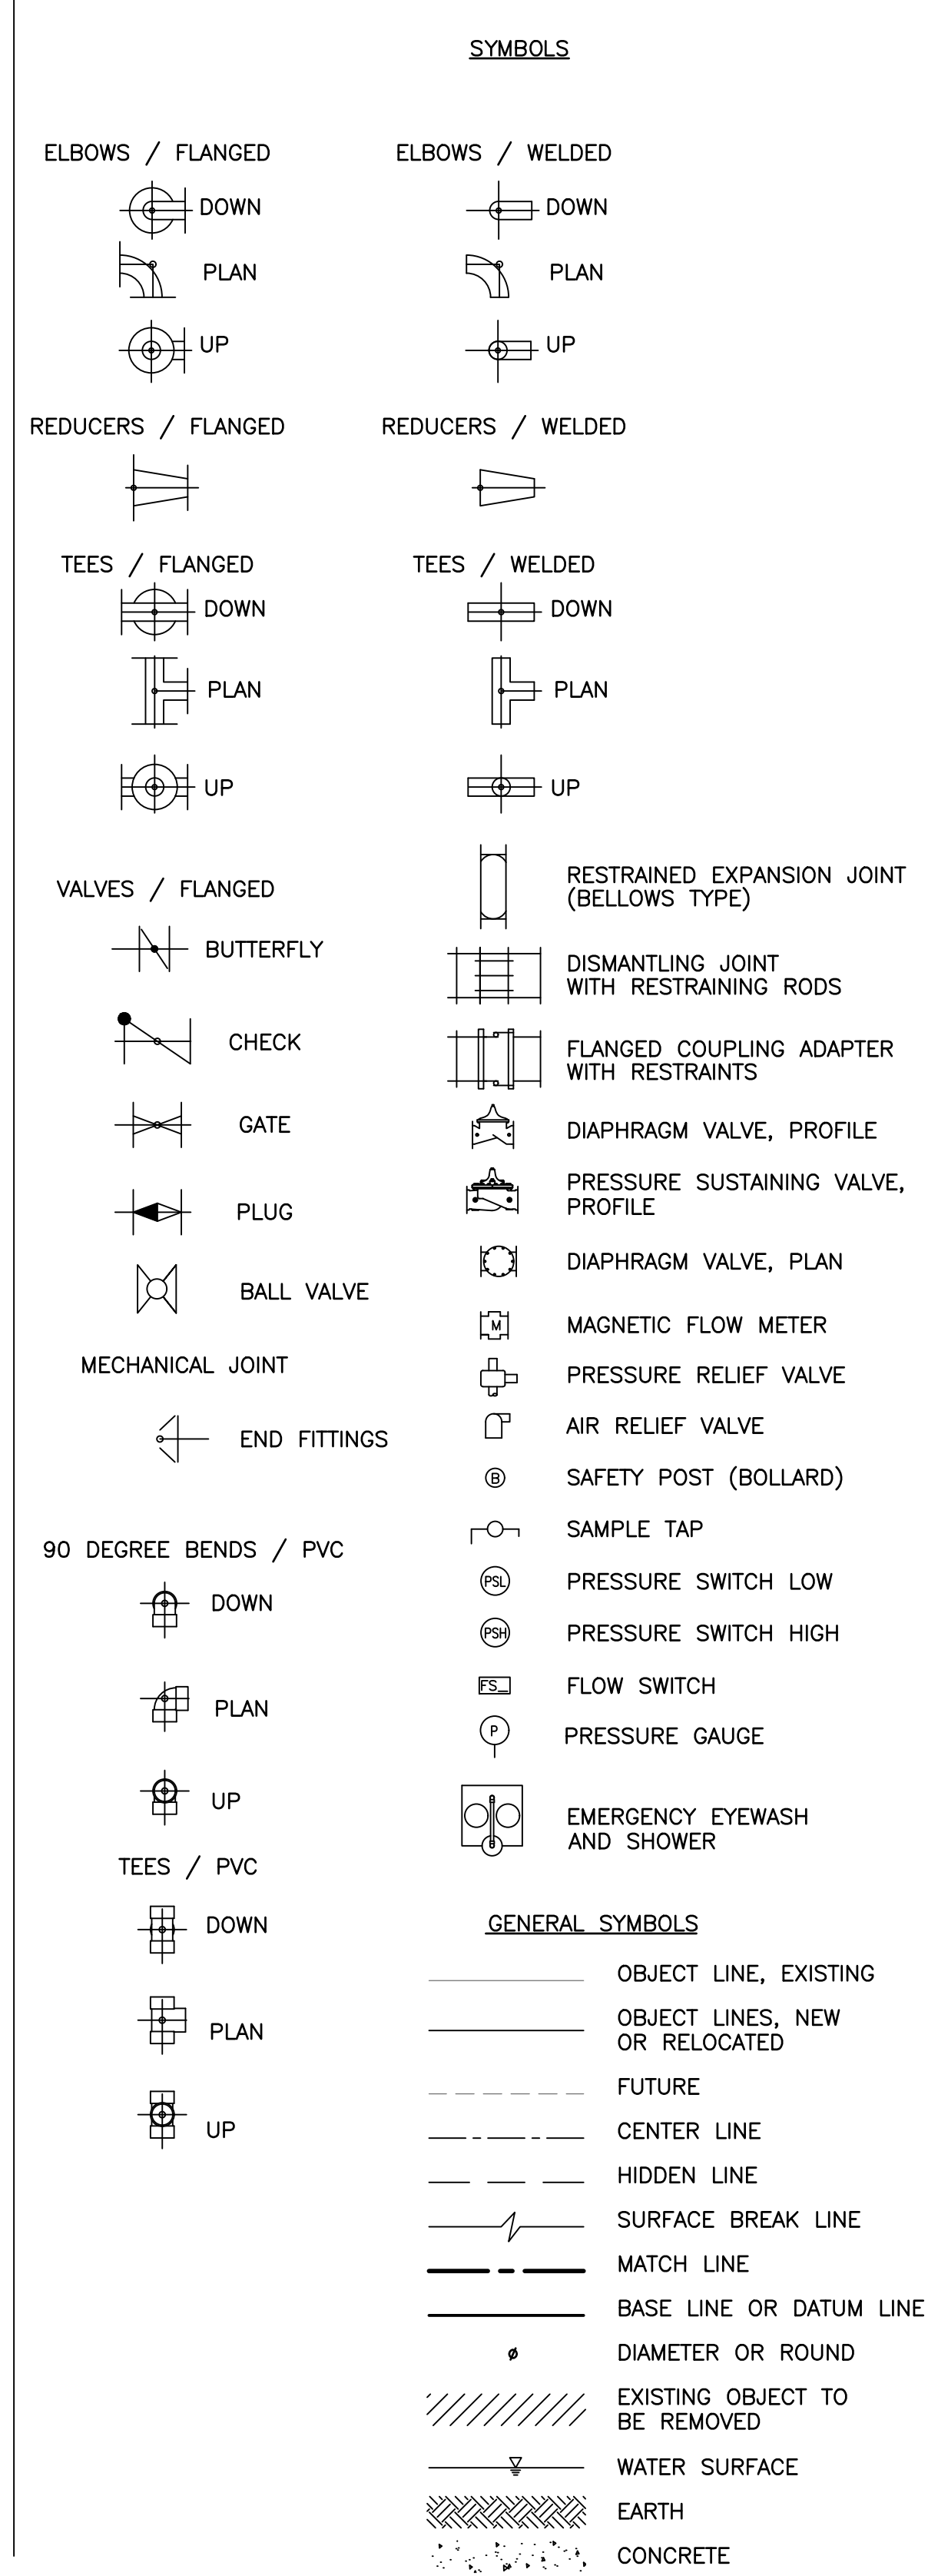 SYMBOLS
ELBOWS / FLANGED
DOWN
PLAN
UP
REDUCERS / FLANGED
TEES / FLANGED
DOWN
PLAN
UP
VALVES / FLANGED
BUTTERFLY
CHECK
GATE
PLUG
BALL VALVE
MECHANICAL JOINT
END FITTINGS
90 DEGREE BENDS / PVC
DOWN
PLAN
UP
TEES / PVC
DOWN
PLAN
UP
ELBOWS / WELDED
DOWN
PLAN
UP
REDUCERS / WELDED
TEES / WELDED
DOWN
PLAN
UP
RESTRAINED EXPANSION JOINT
(BELLOWS TYPE)
DISMANTLING JOINT
WITH RESTRAINING RODS
FLANGED COUPLING ADAPTER
WITH RESTRAINTS
DIAPHRAGM VALVE, PROFILE
PRESSURE SUSTAINING VALVE,
PROFILE
DIAPHRAGM VALVE, PLAN
M MAGNETIC FLOW METER
PRESSURE RELIEF VALVE
AIR RELIEF VALVE
B SAFETY POST (BOLLARD)
SAMPLE TAP
PSL PRESSURE SWITCH LOW
PSH PRESSURE SWITCH HIGH
FS_ FLOW SWITCH
P PRESSURE GAUGE
EMERGENCY EYEWASH
AND SHOWER
GENERAL SYMBOLS
OBJECT LINE, EXISTING
OBJECT LINES, NEW
OR RELOCATED
FUTURE
CENTER LINE
HIDDEN LINE
SURFACE BREAK LINE
MATCH LINE
BASE LINE OR DATUM LINE
ø DIAMETER OR ROUND
EXISTING OBJECT TO
BE REMOVED
WATER SURFACE
EARTH
CONCRETE